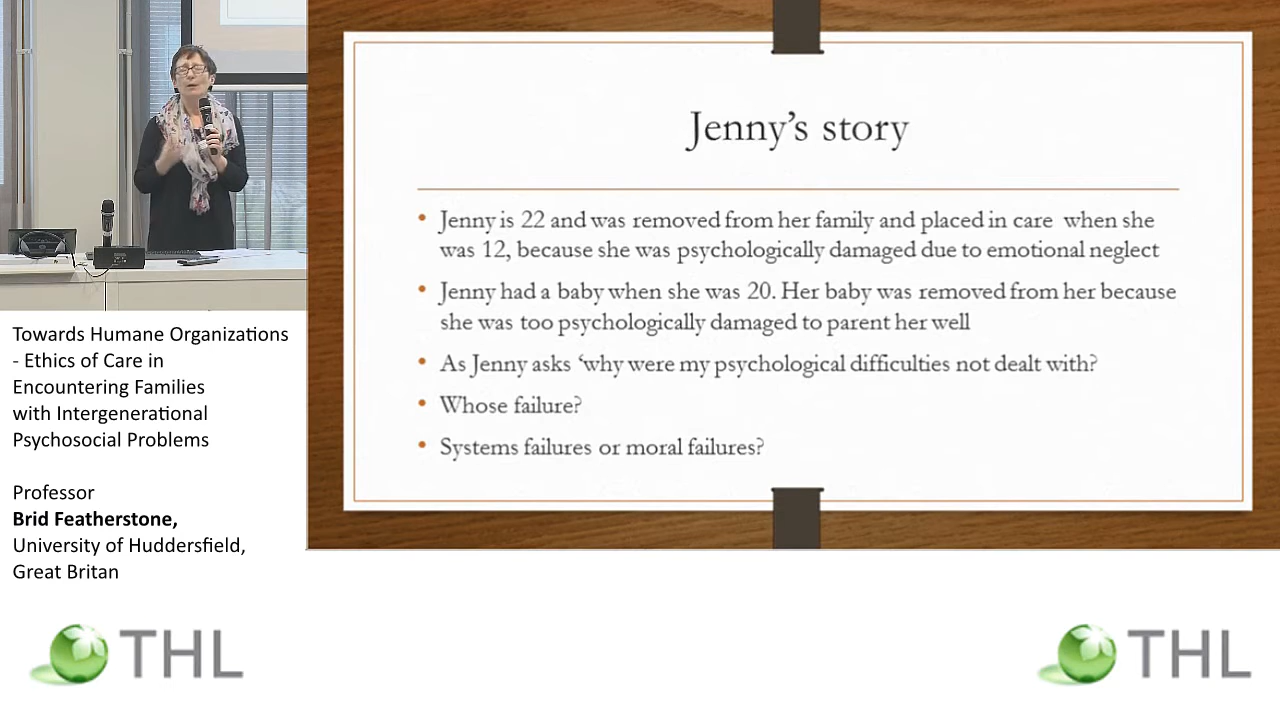 Jenny's story
• Jenny is 22 and was removed from her family and placed in care when she
was 12, because she was psychologically damaged due to emotional neglect
• Jenny had a baby when she was 20. Her baby was removed from her because
she was too psychologically damaged to parent her well
• As Jenny asks ‘why were my psychological difficulties not dealt with?
• Whose failure?
• Systems failures or moral failures?
Towards Humane Organizations
- Ethics of Care in
Encountering Families
with Intergenerational
Psychosocial Problems
Professor
Brid Featherstone,
University of Huddersfield,
Great Britan
THL
THL